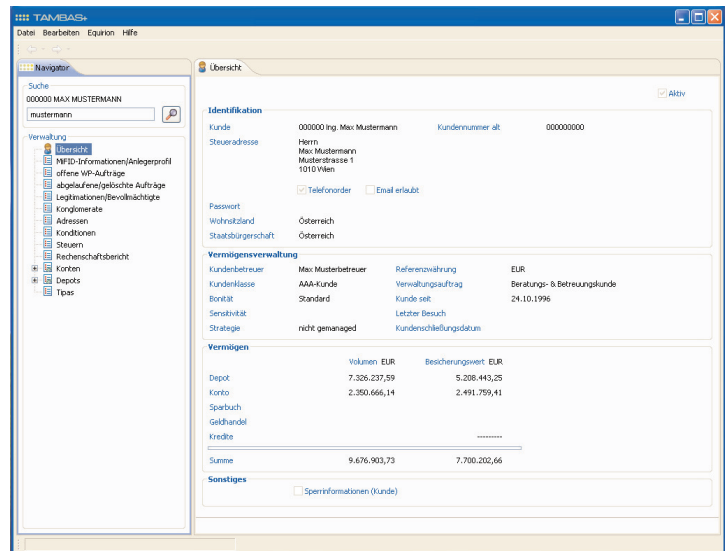 TAMBAS+
Datei Bearbeiten Equirion Hilfe
Navigator
Suche
000000 MAX MUSTERMANN
mustermann
Verwaltung
Übersicht
MiFID-Informationen/Anlegerprofil
offene WP-Aufträge
abgelaufene/gelöschte Aufträge
Legitimationen/Bevollmächtigte
Konglomerate
Adressen
Konditionen
Steuern
Rechenschaftsbericht
Konten
Depots
Tipas
Übersicht
Aktiv
Identifikation
Kunde 000000 Ing. Max Mustermann Kundennummer alt 000000000
Steueradresse Herrn
Max Mustermann
Musterstrasse 1
1010 Wien
Telefonorder Email erlaubt
Passwort
Wohnsitzland Österreich
Staatsbürgerschaft Österreich
Vermögensverwaltung
Kundenbetreuer Max Musterbetreuer Referenzwährung EUR
Kundenklasse AAA-Kunde Verwaltungsauftrag Beratungs- & Betreuungskunde
Bonität Standard Kunde seit 24.10.1996
Sensitivität Letzter Besuch
Strategie nicht gemanaged Kundenschließungsdatum
Vermögen
Volumen EUR Besicherungswert EUR
Depot 7.326.237,59 5.208.443,25
Konto 2.350.666,14 2.491.759,41
Sparbuch
Geldhandel
Kredite ---------
Summe 9.676.903,73 7.700.202,66
Sonstiges
Sperrinformationen (Kunde)